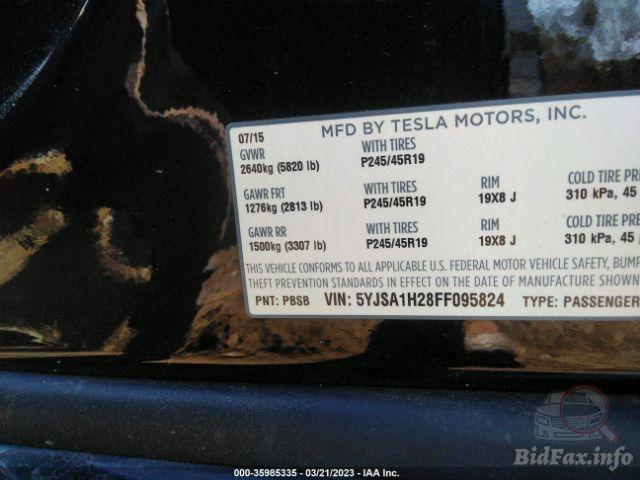 07/15 MFD BY TESLA MOTORS, INC.
GVWR WITH TIRES
2640kg (5820 lb) P245/45R19
GAWR FRT WITH TIRES RIM COLD TIRE
1276kg (2813 lb) P245/45R19 19X8 J 310 kPa, 45
GAWR RR WITH TIRES RIM COLD TIRE
1500kg (3307 lb) P245/45R19 19X8 J 310 kPa, 45
THIS VEHICLE CONFORMS TO ALL APPLICABLE U.S. FEDERAL MOTOR VEHICLE SAFETY,
THEFT PREVENTION STANDARDS IN EFFECT ON THE DATE OF MANUFACTURE SHOWN
PNT: PBSB VIN: 5YJSA1H28FF095824 TYPE: PASSENGER
BidFax.info
000-35985335 — 03/21/2023 — IAA Inc.